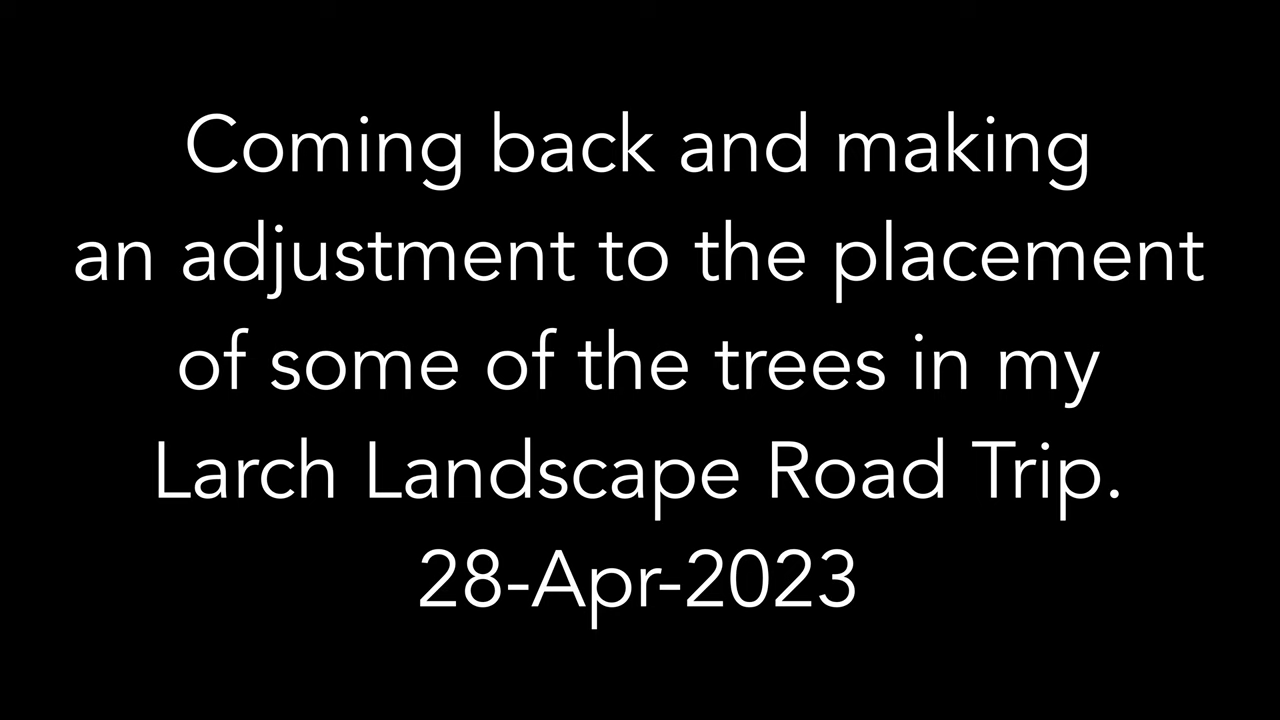 Coming back and making
an adjustment to the placement
of some of the trees in my
Larch Landscape Road Trip.
28-Apr-2023